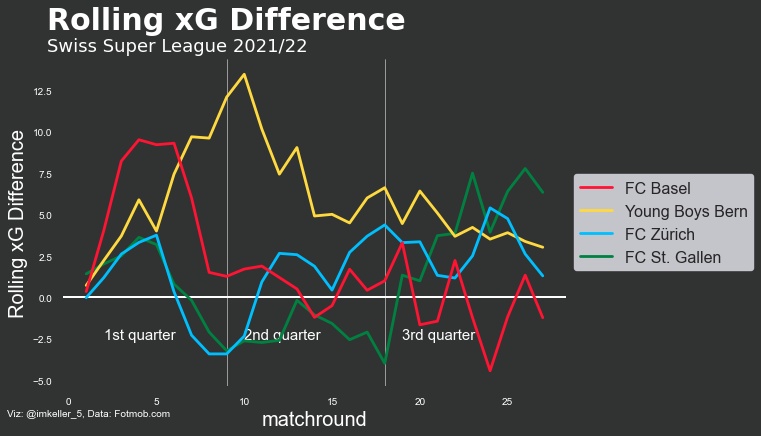 Rolling xG Difference
Swiss Super League 2021/22
12.5
10.0
7.5
5.0
2.5
0.0
−2.5
−5.0
Rolling xG Difference
1st quarter
2nd quarter
3rd quarter
0
5
10
15
20
25
matchround
FC Basel
Young Boys Bern
FC Zürich
FC St. Gallen
Viz: @imkeller_5, Data: Fotmob.com